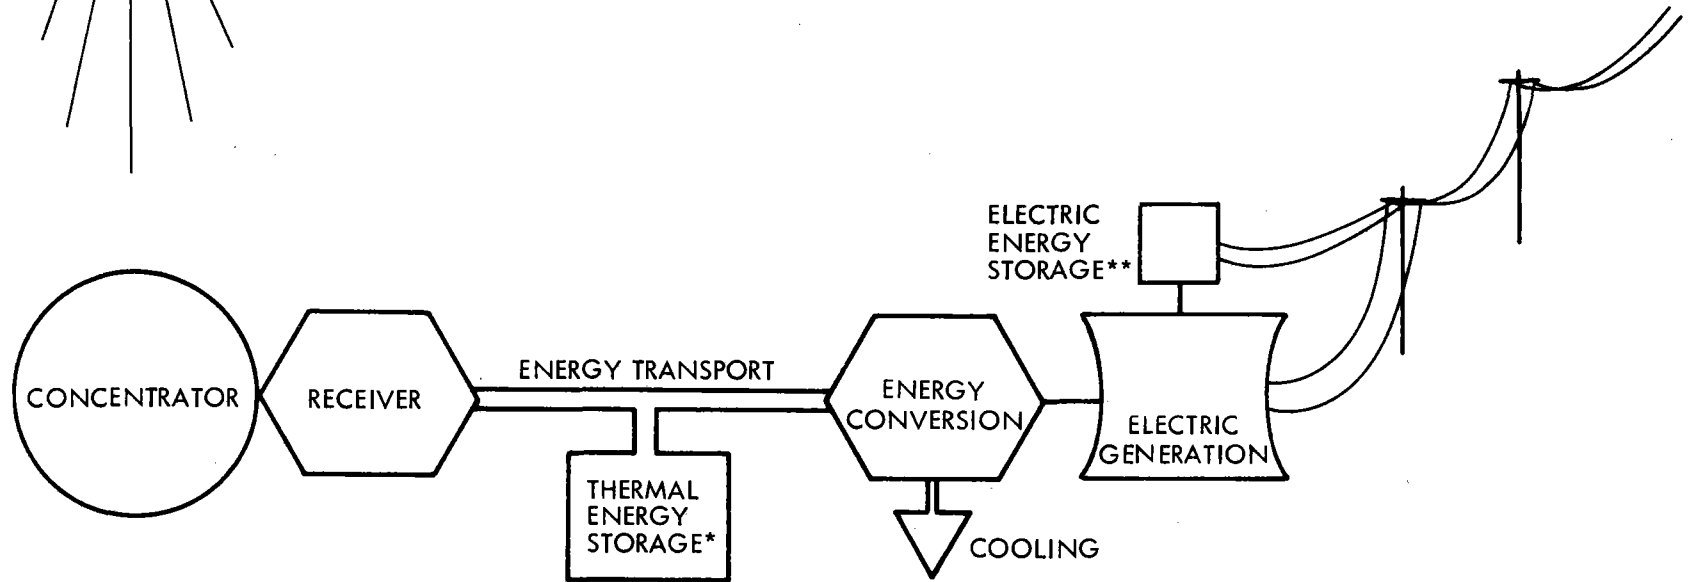 ELECTRIC
ENERGY
STORAGE**
ENERGY TRANSPORT
CONCENTRATOR
RECEIVER
ENERGY
CONVERSION
ELECTRIC
GENERATION
THERMAL
ENERGY
STORAGE*
COOLING